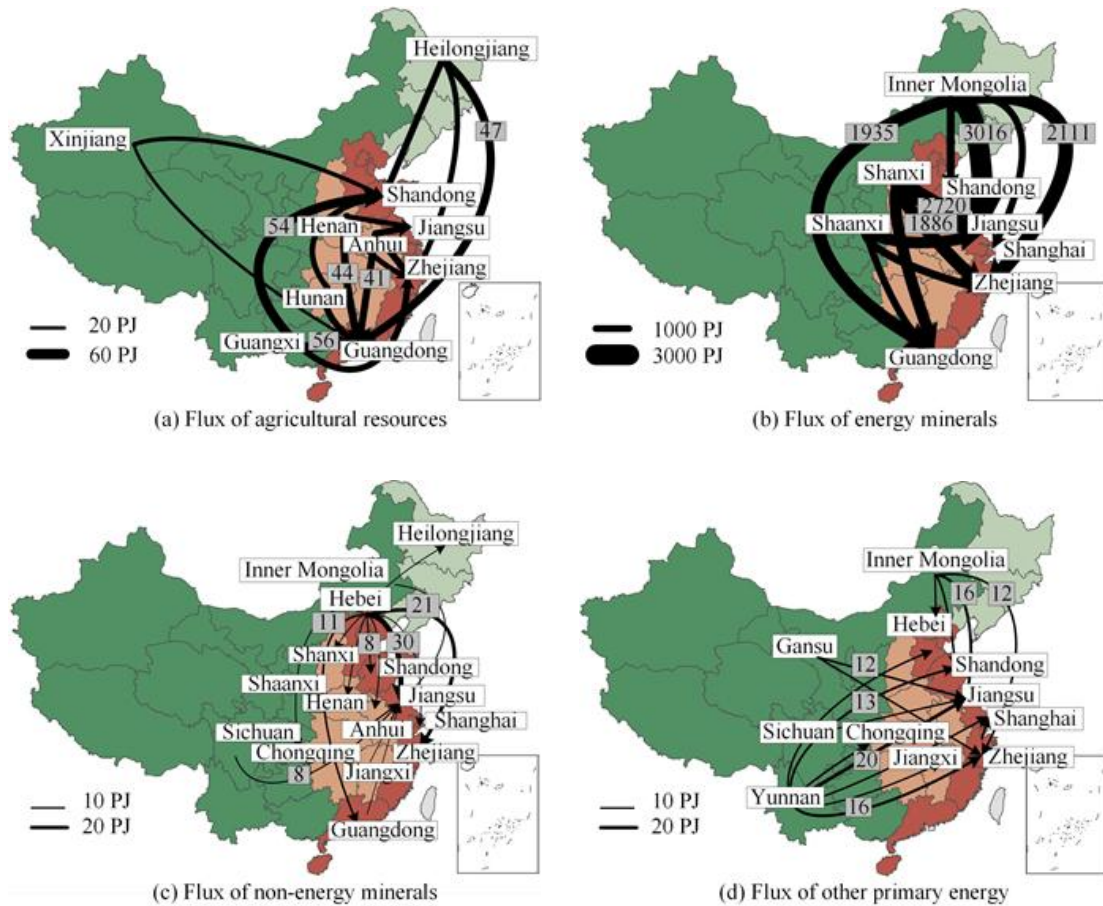 Heilongjiang
47
Xinjiang
Shandong
54
Henan
Jiangsu
Anhui
Zhejiang
44
41
Hunan
Guangxi
56
Guangdong
20 PJ
60 PJ
(a) Flux of agricultural resources
Inner Mongolia
1935
3016
2111
Shanxi
Shandong
2720
Shaanxi
1886
Jiangsu
Shanghai
Zhejiang
Guangdong
1000 PJ
3000 PJ
(b) Flux of energy minerals
Heilongjiang
Inner Mongolia
Hebei
21
11
8
30
Shanxi
Shandong
Shaanxi
Henan
Jiangsu
Anhui
Shanghai
Sichuan
Chongqing
Zhejiang
8
Jiangxi
Guangdong
10 PJ
20 PJ
(c) Flux of non-energy minerals
Inner Mongolia
16
12
Hebei
Gansu
12
Shandong
13
Jiangsu
Sichuan
Chongqing
Shanghai
20
Jiangxi
Zhejiang
Yunnan
16
10 PJ
20 PJ
(d) Flux of other primary energy